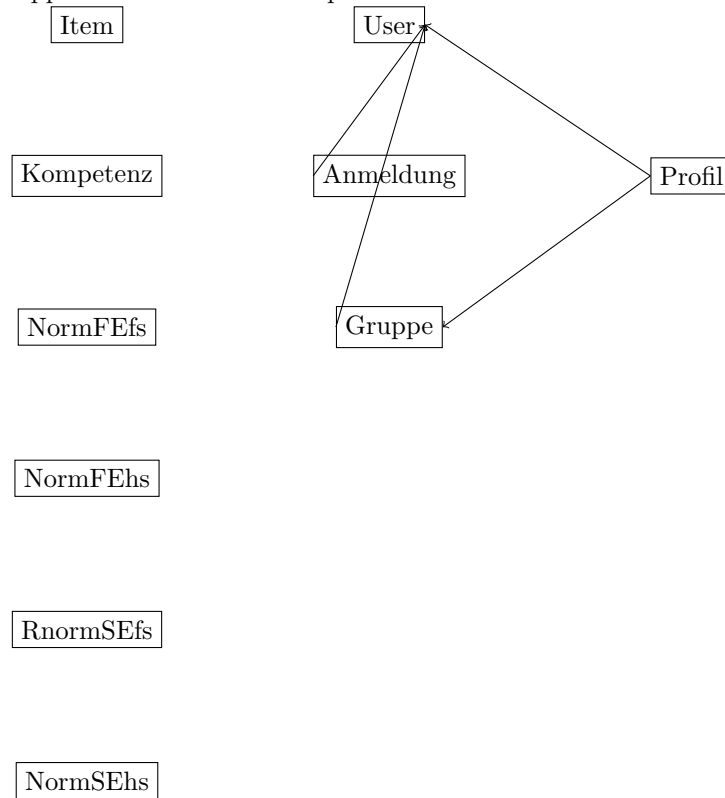 Item User
Kompetenz Anmeldung Profil
NormFEfs Gruppe
NormFEhs
RnormSEfs
NormSEhs